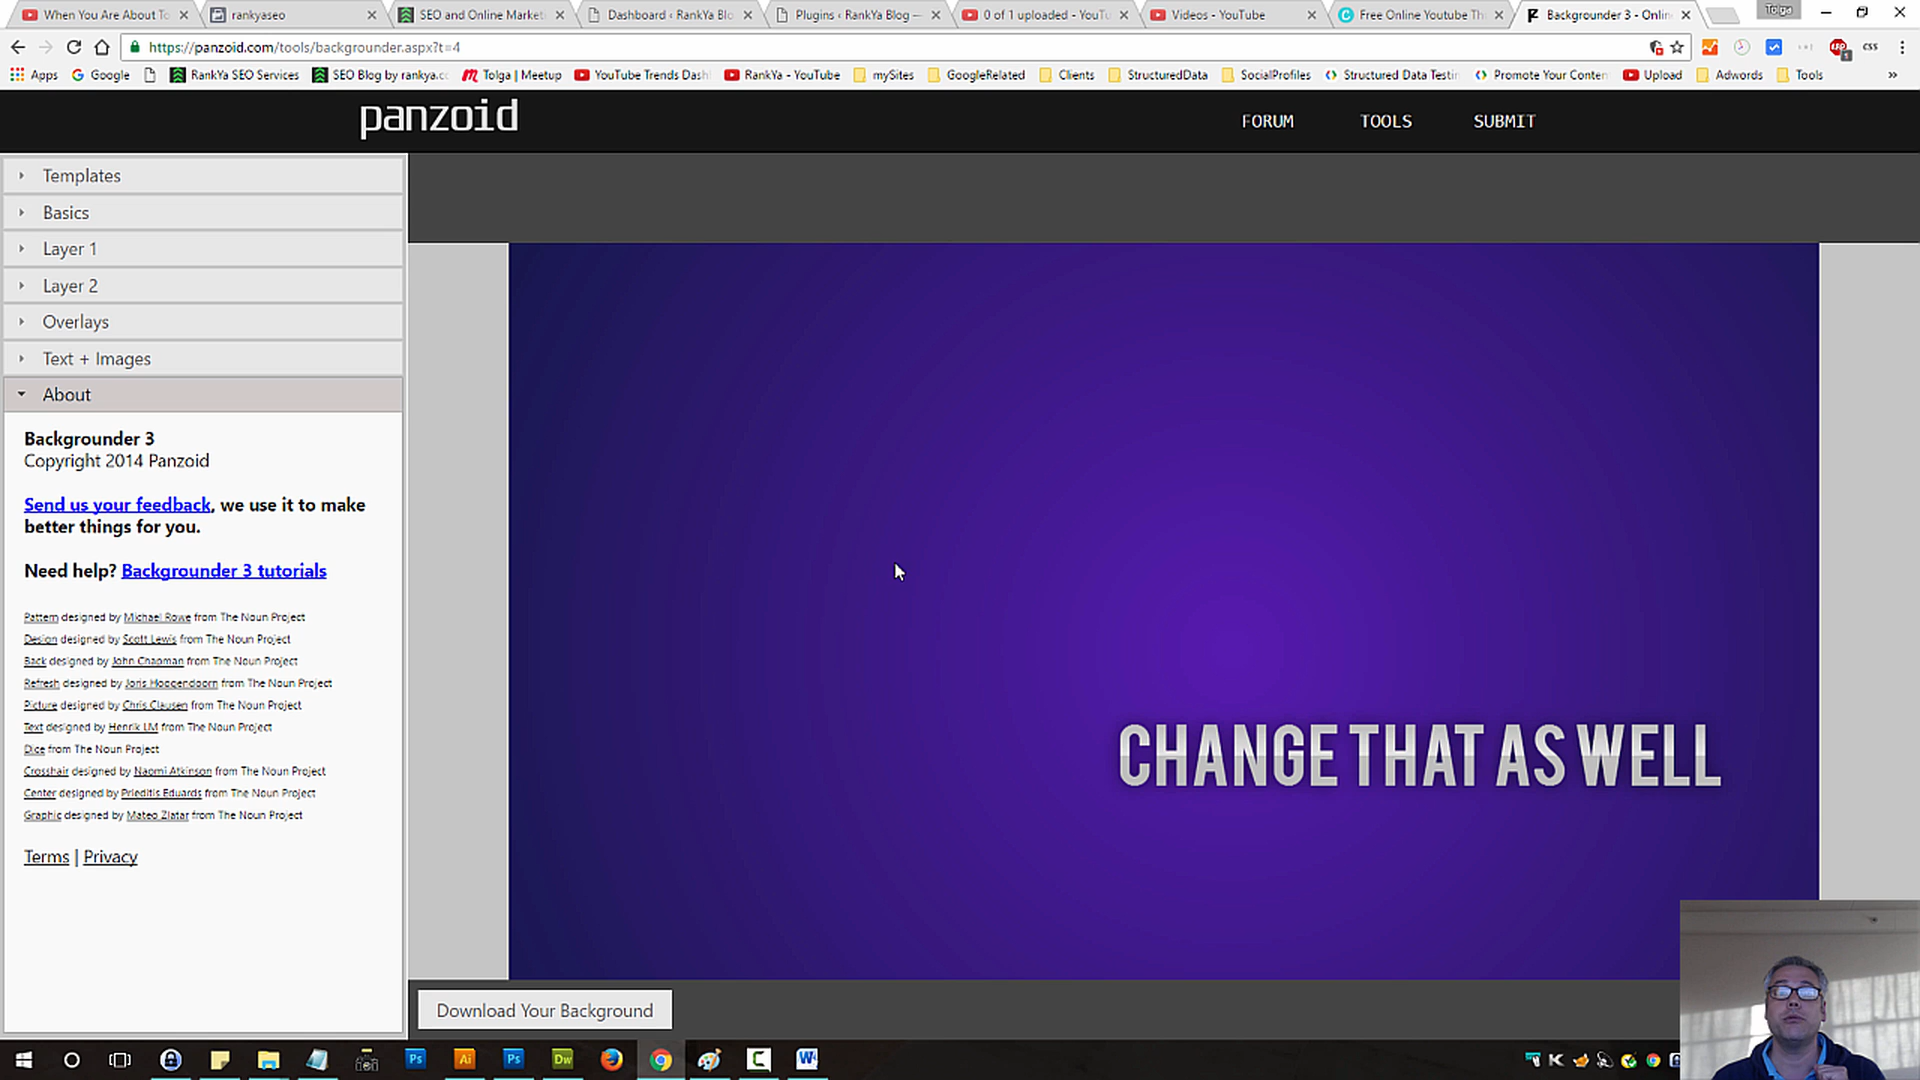 When You Are About To
rankyaseo
SEO and Online Market
Dashboard ‹ RankYa Blo
Plugins ‹ RankYa Blog —
0 of 1 uploaded - YouTu
Videos - YouTube
Free Online Youtube Th
Backgrounder 3 - Onlin
Tolga
https://panzoid.com/tools/backgrounder.aspx?t=4
CSS
Apps
Google
RankYa SEO Services
SEO Blog by rankya.co
Tolga | Meetup
YouTube Trends Dash
RankYa - YouTube
mySites
GoogleRelated
Clients
StructuredData
SocialProfiles
Structured Data Testin
Promote Your Conten
Upload
Adwords
Tools
panzoid
FORUM
TOOLS
SUBMIT
Templates
Basics
Layer 1
Layer 2
Overlays
Text + Images
About
Backgrounder 3
Copyright 2014 Panzoid
Send us your feedback, we use it to make
better things for you.
Need help? Backgrounder 3 tutorials
Pattern designed by Michael Rowe from The Noun Project
Design designed by Scott Lewis from The Noun Project
Back designed by John Chapman from The Noun Project
Refresh designed by Joris Hoogendoorn from The Noun Project
Picture designed by Chris Clausen from The Noun Project
Text designed by Henrik LM from The Noun Project
Dice from The Noun Project
Crosshair designed by Naomi Atkinson from The Noun Project
Center designed by Prieditis Eduards from The Noun Project
Graphic designed by Mateo Zlatar from The Noun Project
Terms | Privacy
CHANGE THAT AS WELL
Download Your Background
Ps
Ai
Ps
Dw